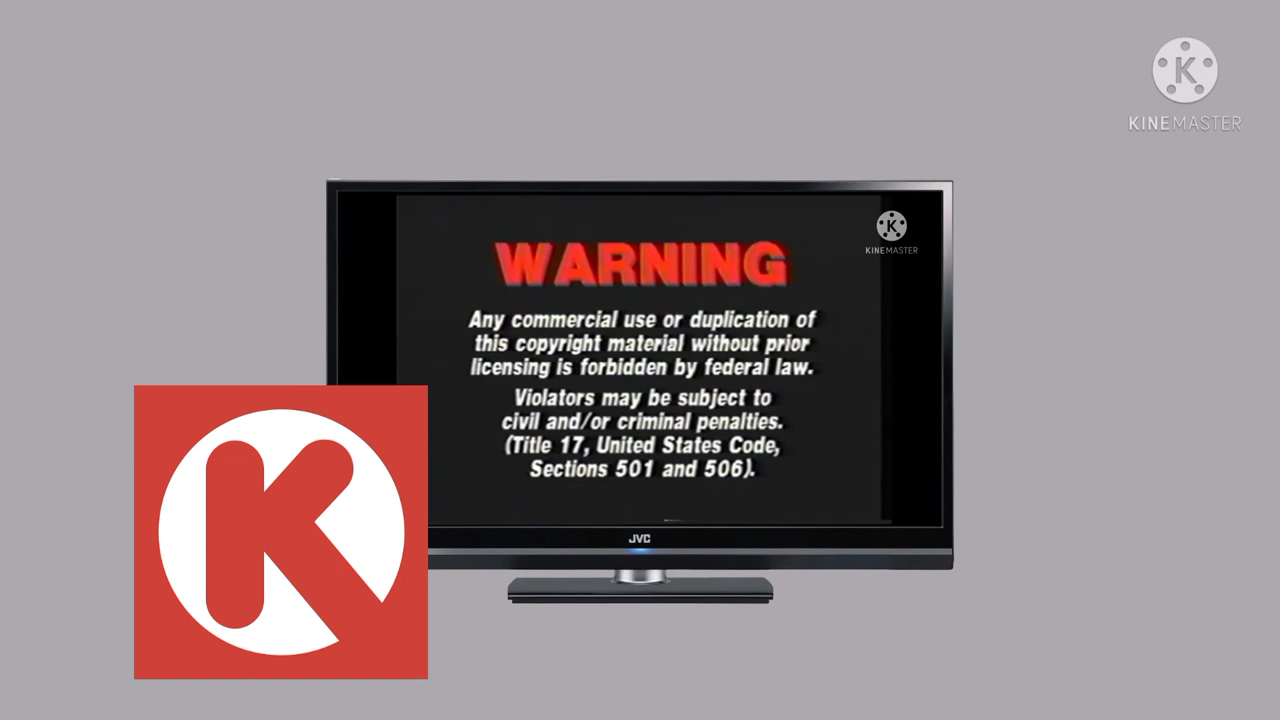 KINEMASTER
KINEMASTER
WARNING
Any commercial use or duplication of
this copyright material without prior
licensing is forbidden by federal law.
Violators may be subject to
civil and/or criminal penalties.
(Title 17, United States Code,
Sections 501 and 506).
JVC
K